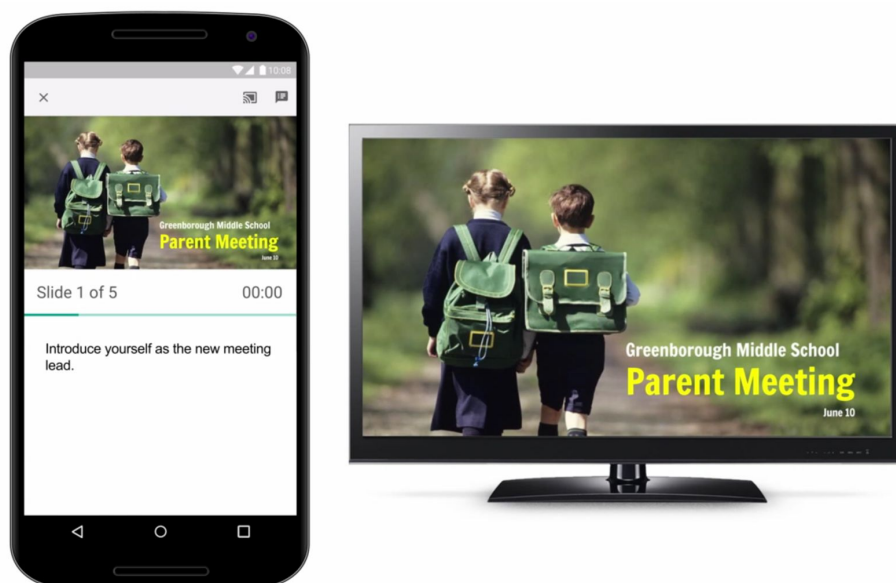 10:08
Greenborough Middle School
Parent Meeting
June 10
Slide 1 of 5
00:00
Introduce yourself as the new meeting
lead.
Greenborough Middle School
Parent Meeting
June 10